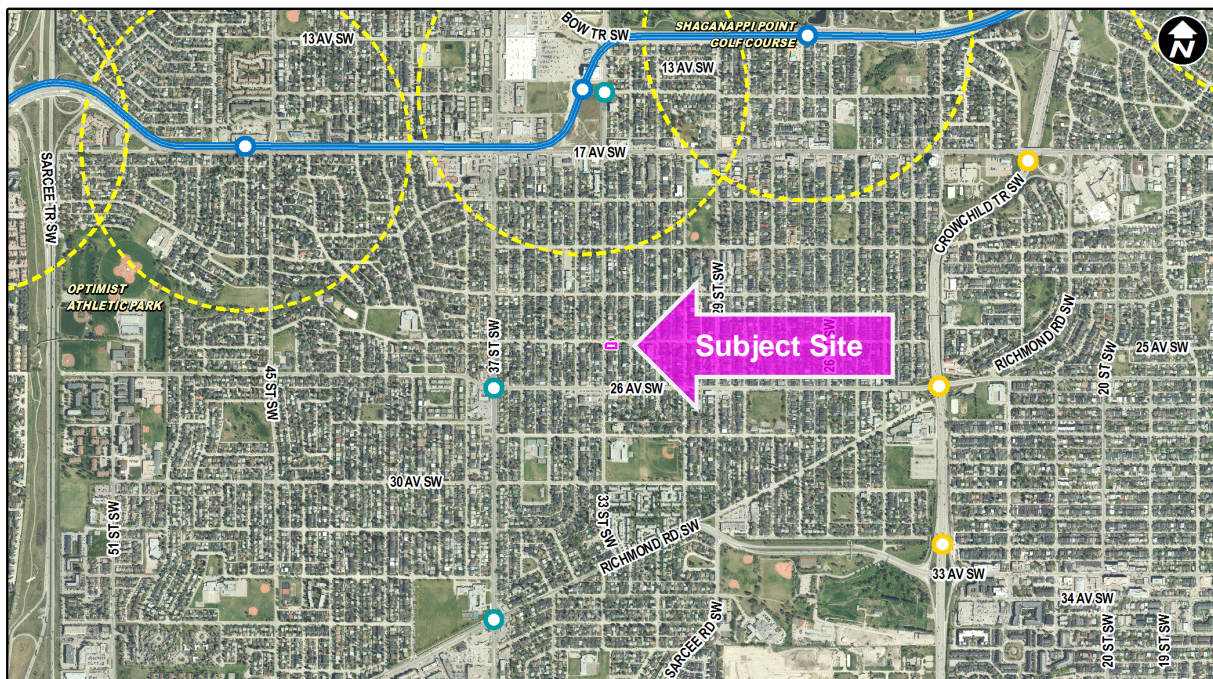 BOW TR SW
SHAGANAPPI POINT
GOLF COURSE
N
13 AV SW
13 AV SW
17 AV SW
SARCEE TR SW
CROWCHILD TR SW
OPTIMIST
ATHLETIC PARK
29 ST SW
RICHMOND RD SW
37 ST SW
Subject Site
26
25 AV SW
20 ST SW
45 ST SW
26 AV SW
30 AV SW
51 ST SW
33 ST SW
RICHMOND RD SW
33 AV SW
34 AV SW
SARCEE RD SW
20 ST SW
19 ST SW